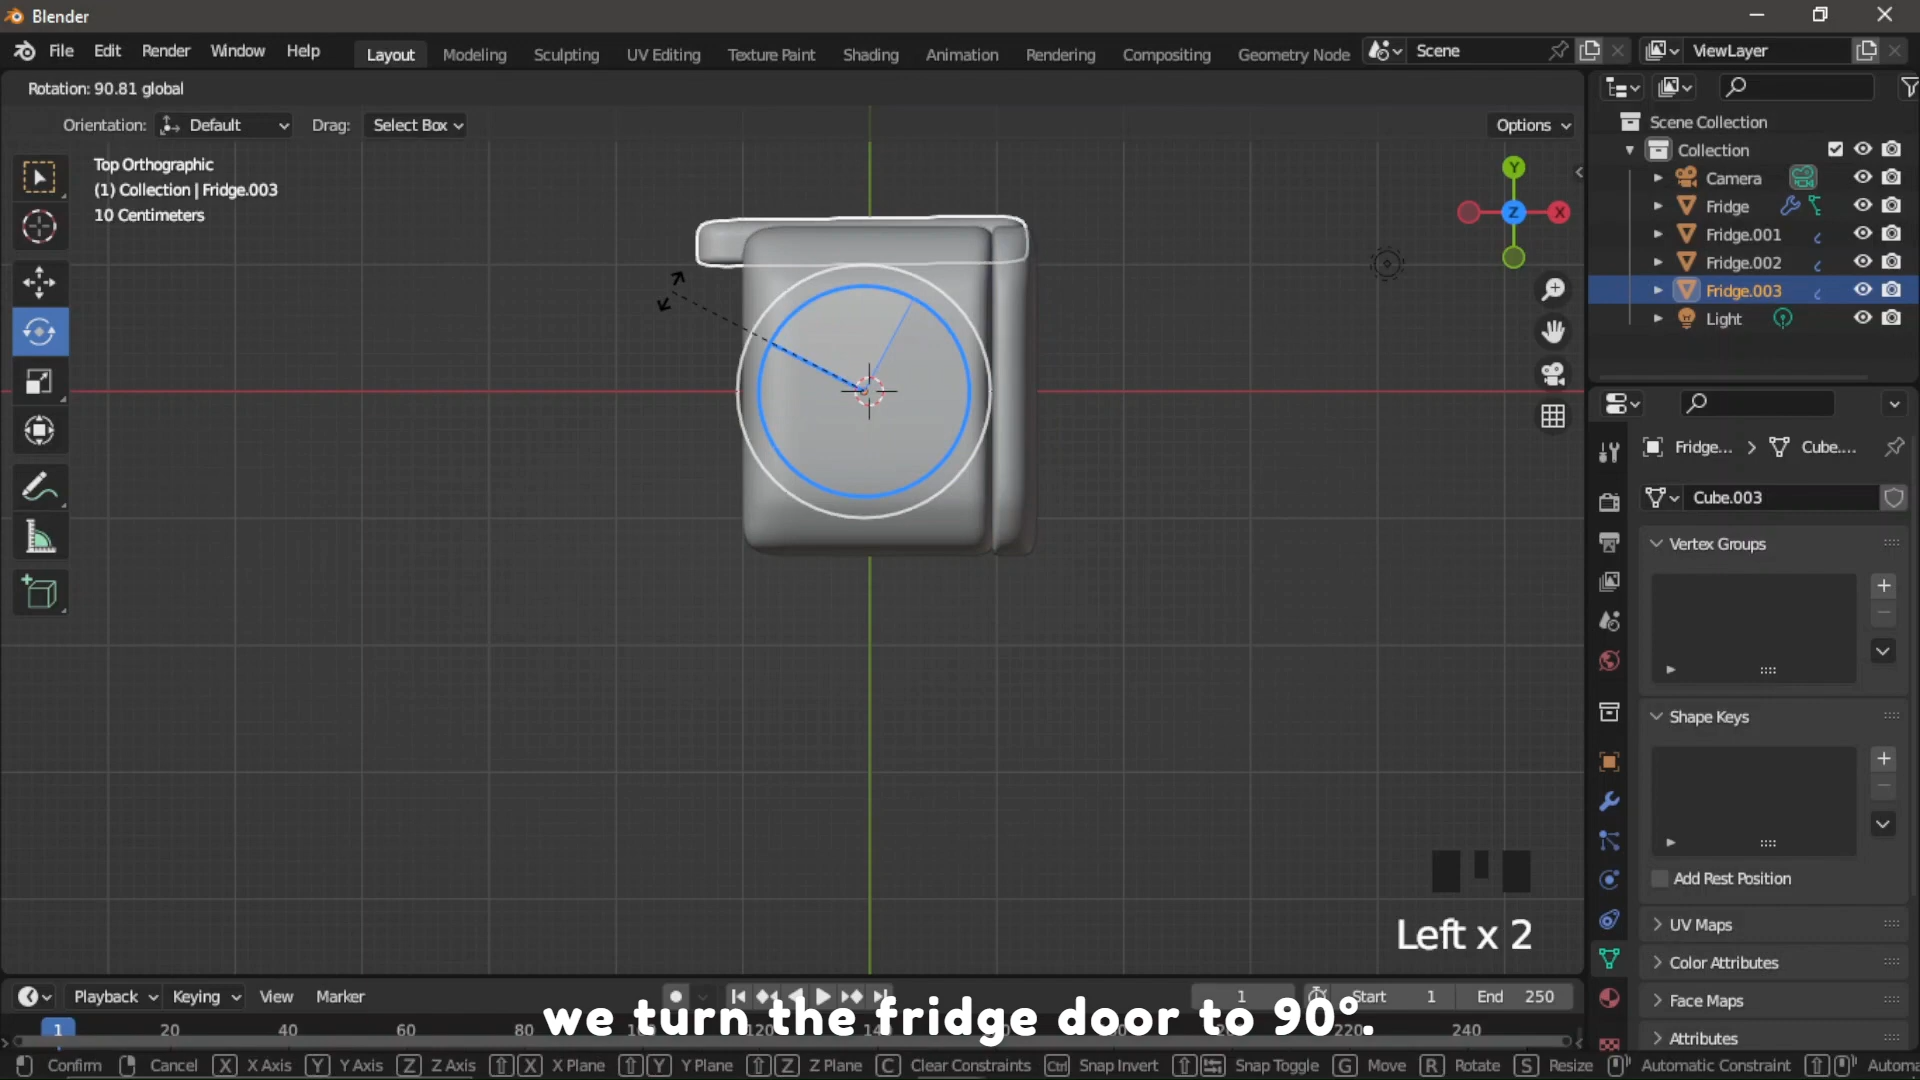 Blender
File Edit Render Window Help Layout Modeling Sculpting UV Editing Texture Paint Shading Animation Rendering Compositing Geometry Node Scene ViewLayer
Rotation: 90.81 global
Orientation: Default Drag: Select Box Options
Top Orthographic
(1) Collection | Fridge.003
10 Centimeters
Y
Z X
Scene Collection
Collection
Camera
Fridge
Fridge.001
Fridge.002
Fridge.003
Light
Fridge... Cube....
Cube.003
Vertex Groups
Shape Keys
Add Rest Position
UV Maps
Color Attributes
Face Maps
Attributes
Left x 2
Playback Keying View Marker 1 Start 1 End 250
we turn the fridge door to 90°.
1 20 40 60 80 120 140 240
Confirm Cancel X X Axis Y Y Axis Z Z Axis X X Plane Y Y Plane Z Z Plane C Clear Constraints Ctrl Snap Invert Snap Toggle G Move R Rotate S Resize Automatic Constraint Automa